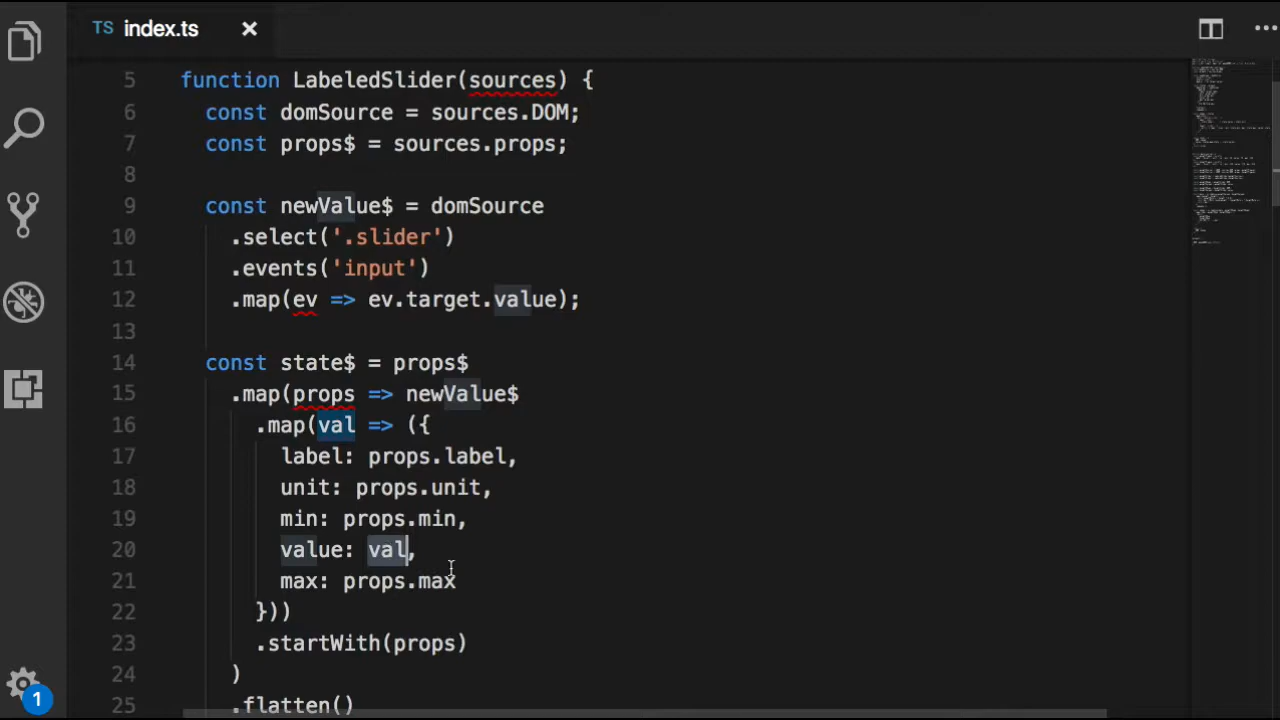 TS index.ts
5 function LabeledSlider(sources) {
6 const domSource = sources.DOM;
7 const props$ = sources.props;
8
9 const newValue$ = domSource
10 .select('.slider')
11 .events('input')
12 .map(ev => ev.target.value);
13
14 const state$ = props$
15 .map(props => newValue$
16 .map(val => ({
17 label: props.label,
18 unit: props.unit,
19 min: props.min,
20 value: val,
21 max: props.max
22 }))
23 .startWith(props)
24 )
25 .flatten()
1